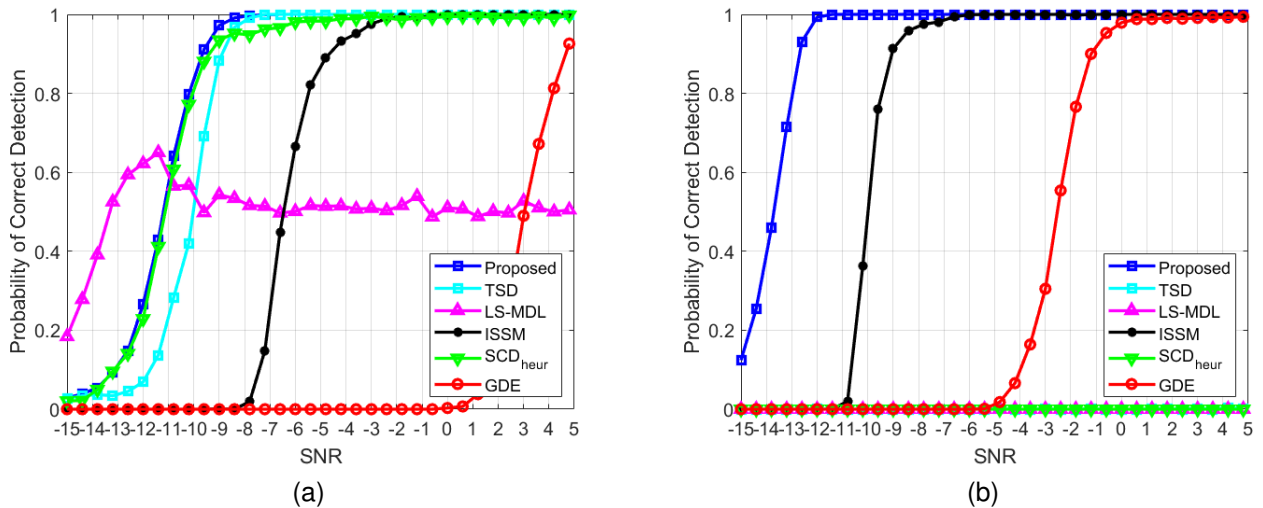 1
0.8
0.6
0.4
0.2
0
Probability of Correct Detection
-15 -14 -13 -12 -11 -10 -9 -8 -7 -6 -5 -4 -3 -2 -1 0 1 2 3 4 5
SNR
Proposed
TSD
LS-MDL
ISSM
SCD heur
GDE
(a)
1
0.8
0.6
0.4
0.2
0
Probability of Correct Detection
-15 -14 -13 -12 -11 -10 -9 -8 -7 -6 -5 -4 -3 -2 -1 0 1 2 3 4 5
SNR
Proposed
TSD
LS-MDL
ISSM
SCD heur
GDE
(b)